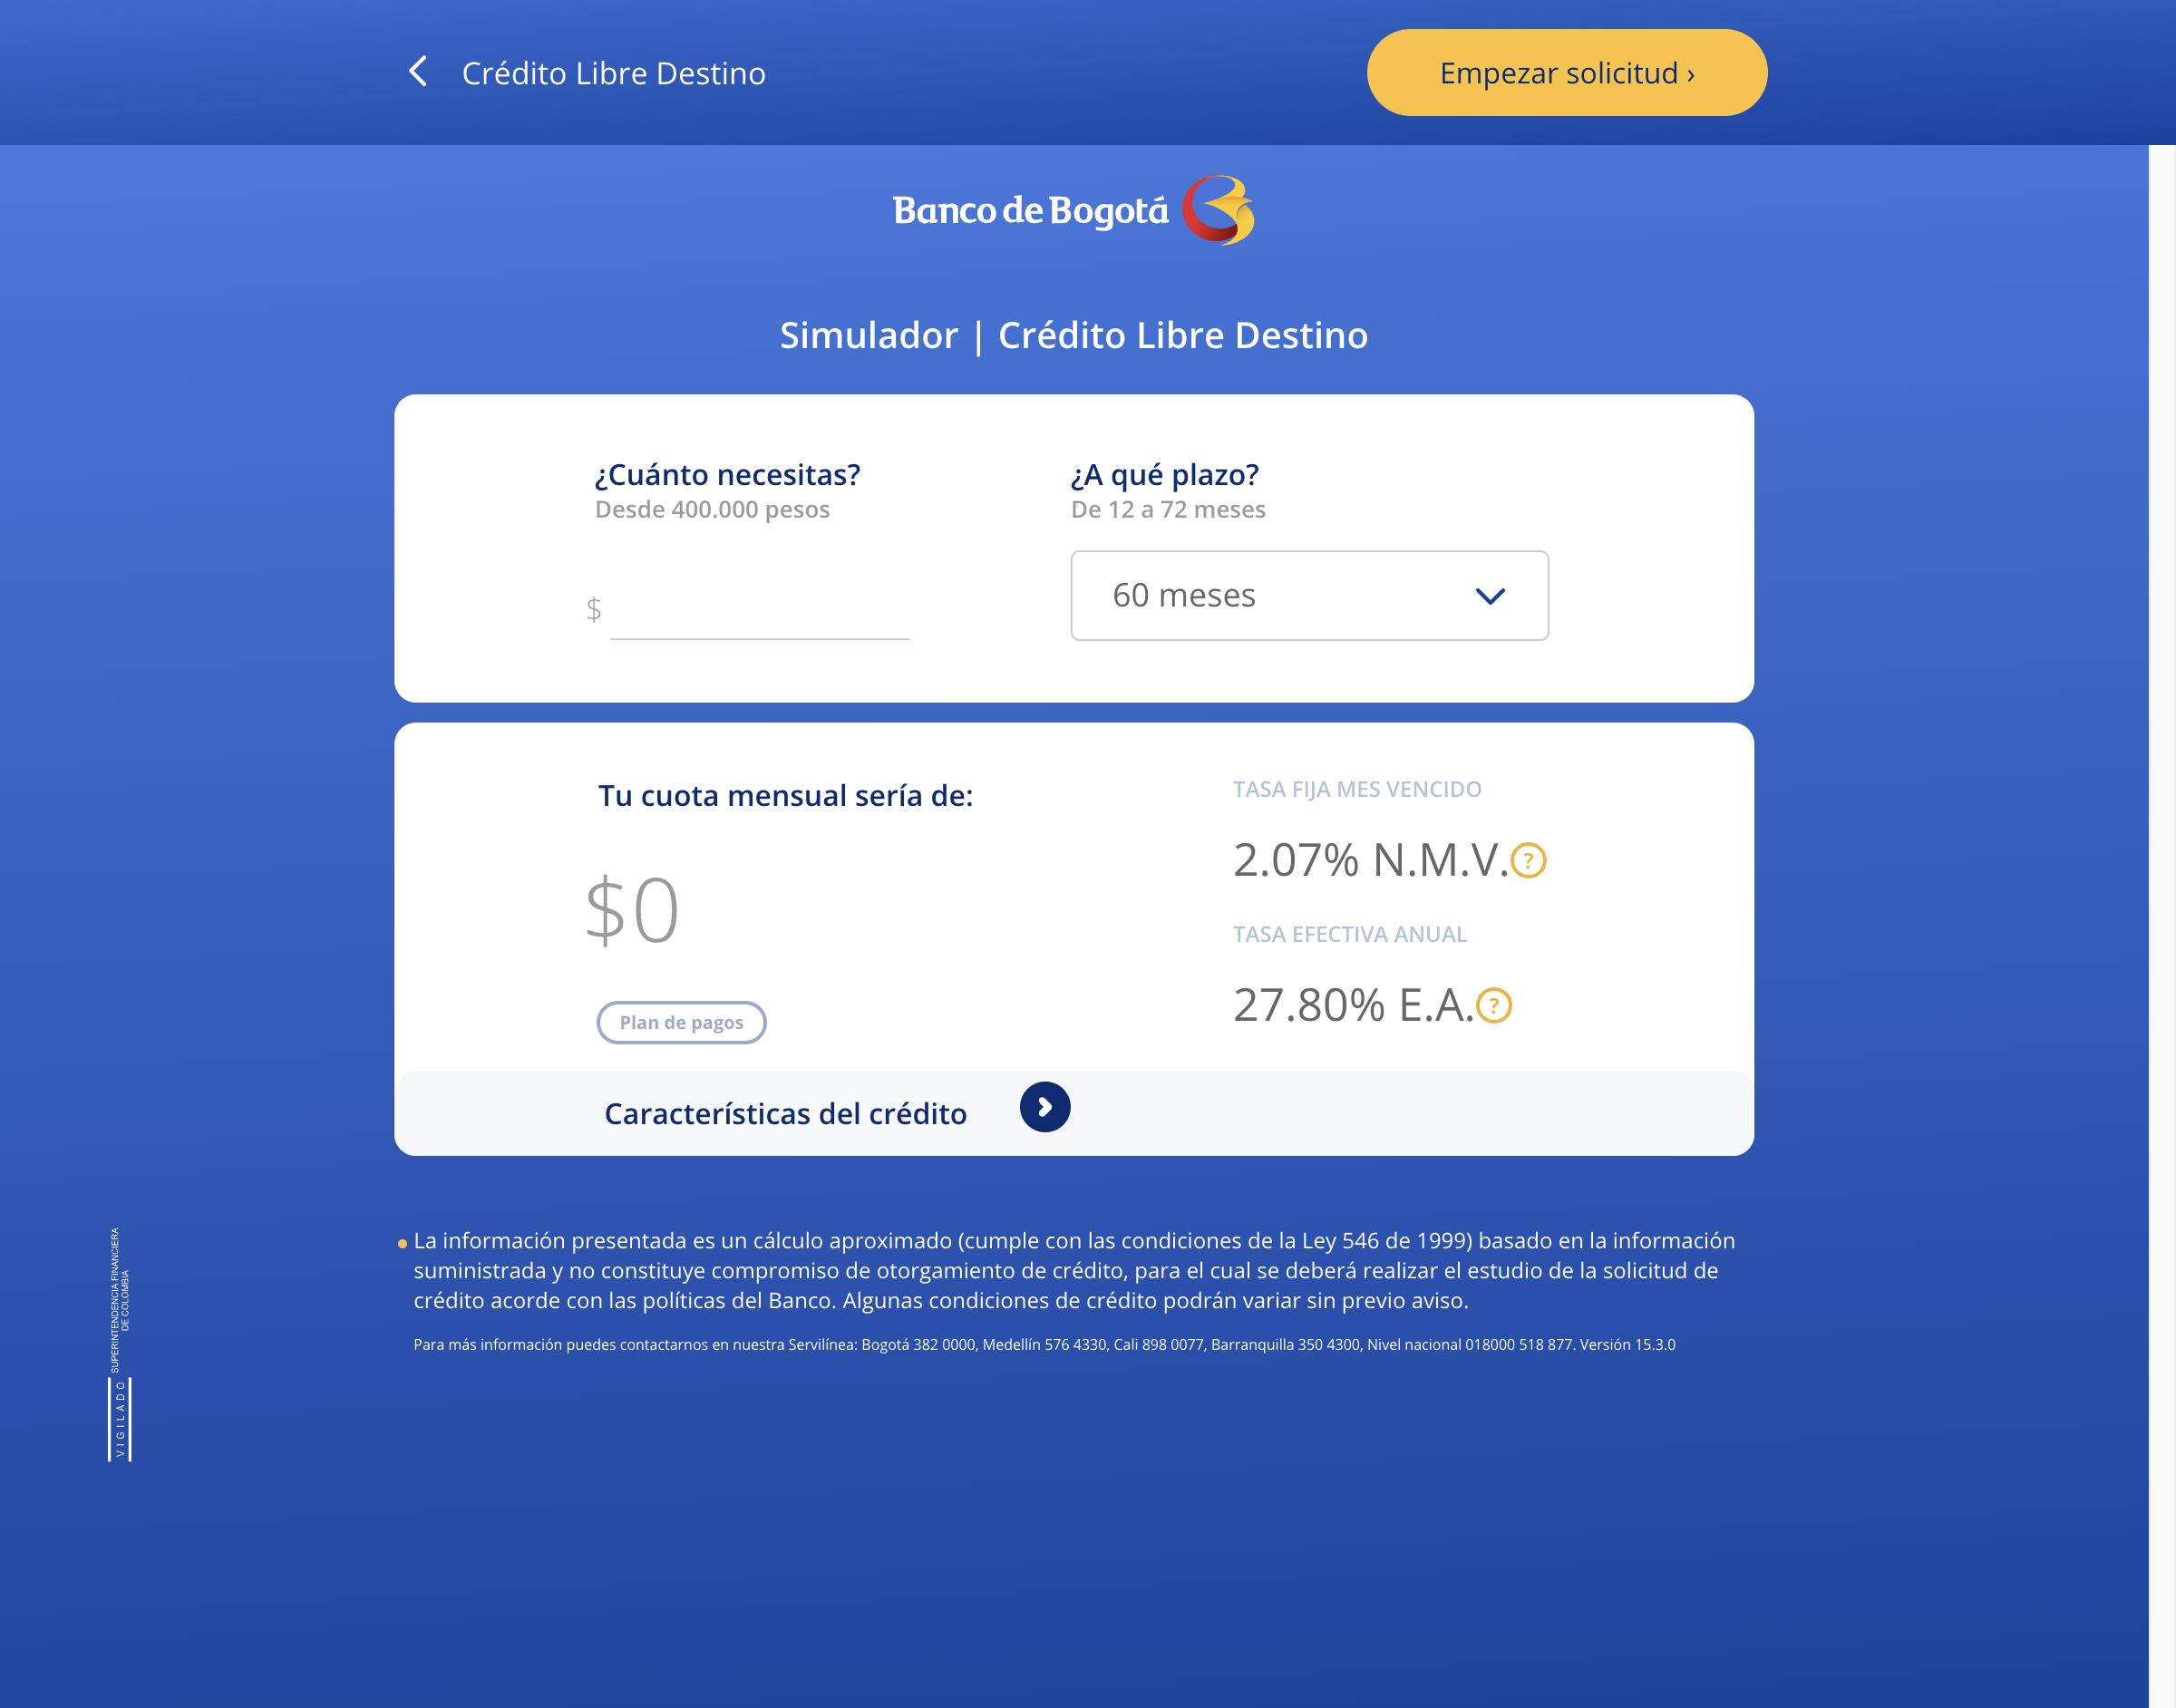 Crédito Libre Destino
Empezar solicitud ›
Banco de Bogotá
Simulador | Crédito Libre Destino
¿Cuánto necesitas?
Desde 400.000 pesos
$
¿A qué plazo?
De 12 a 72 meses
60 meses
Tu cuota mensual sería de:
$0
Plan de pagos
TASA FIJA MES VENCIDO
2.07% N.M.V. ?
TASA EFECTIVA ANUAL
27.80% E.A. ?
Características del crédito
La información presentada es un cálculo aproximado (cumple con las condiciones de la Ley 546 de 1999) basado en la información
suministrada y no constituye compromiso de otorgamiento de crédito, para el cual se deberá realizar el estudio de la solicitud de
crédito acorde con las políticas del Banco. Algunas condiciones de crédito podrán variar sin previo aviso.
Para más información puedes contactarnos en nuestra Servilínea: Bogotá 382 0000, Medellín 576 4330, Cali 898 0077, Barranquilla 350 4300, Nivel nacional 018000 518 877. Versión 15.3.0
VIGILADO
SUPERINTENDENCIA FINANCIERA
DE COLOMBIA